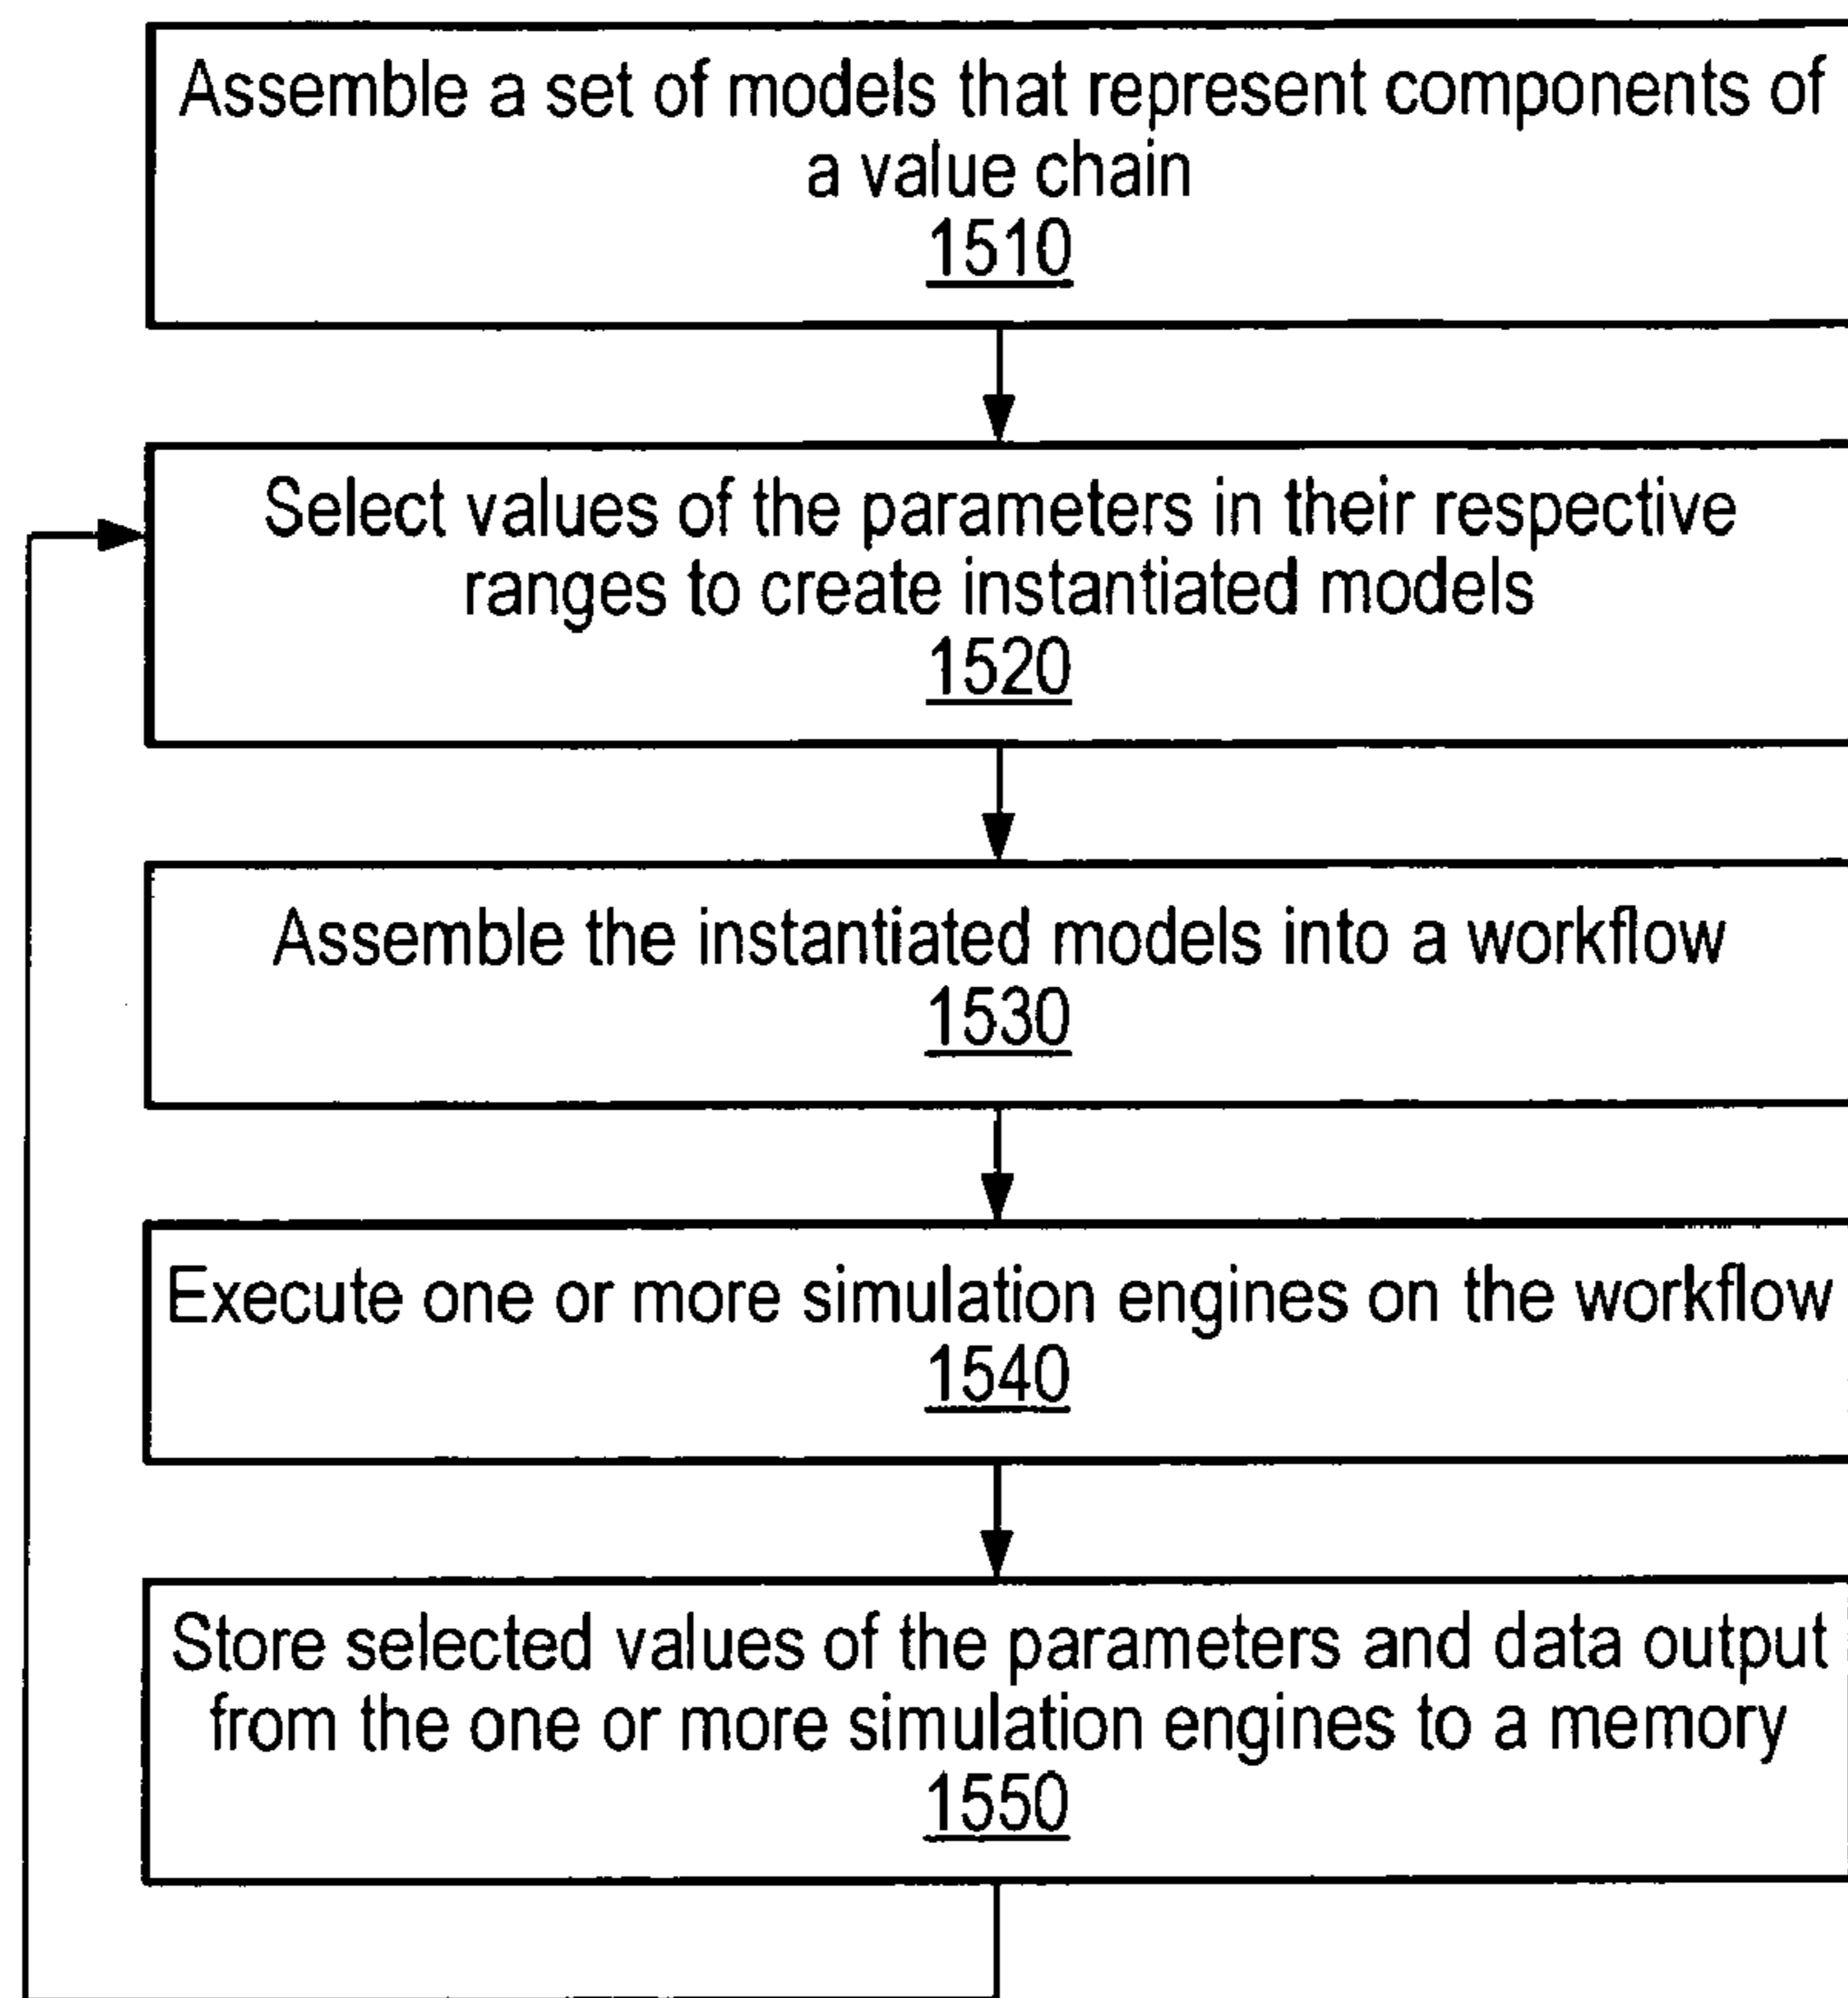 Assemble a set of models that represent components of
a value chain
1510
Select values of the parameters in their respective
ranges to create instantiated models
1520
Assemble the instantiated models into a workflow
1530
Execute one or more simulation engines on the workflow
1540
Store selected values of the parameters and data output
from the one or more simulation engines to a memory
1550